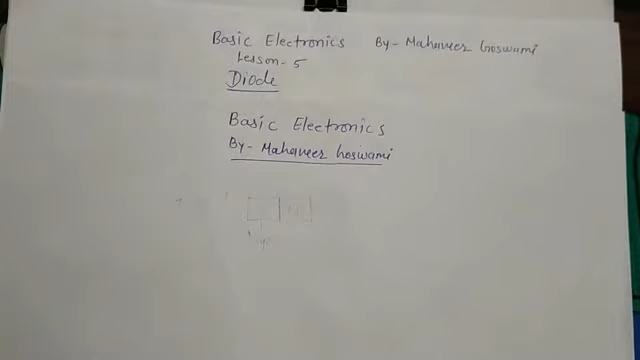 Basic Electronics By- Mahaveer Goswami
Lesson-5
Diode
Basic Electronics
By- Mahaveer Goswami